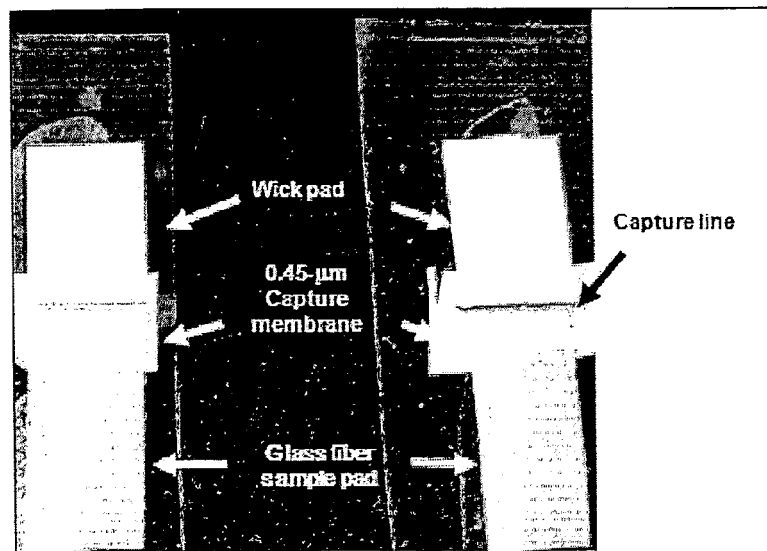 Wick pad
Capture line
0.45-µm
Capture
membrane
Glass fiber
sample pad